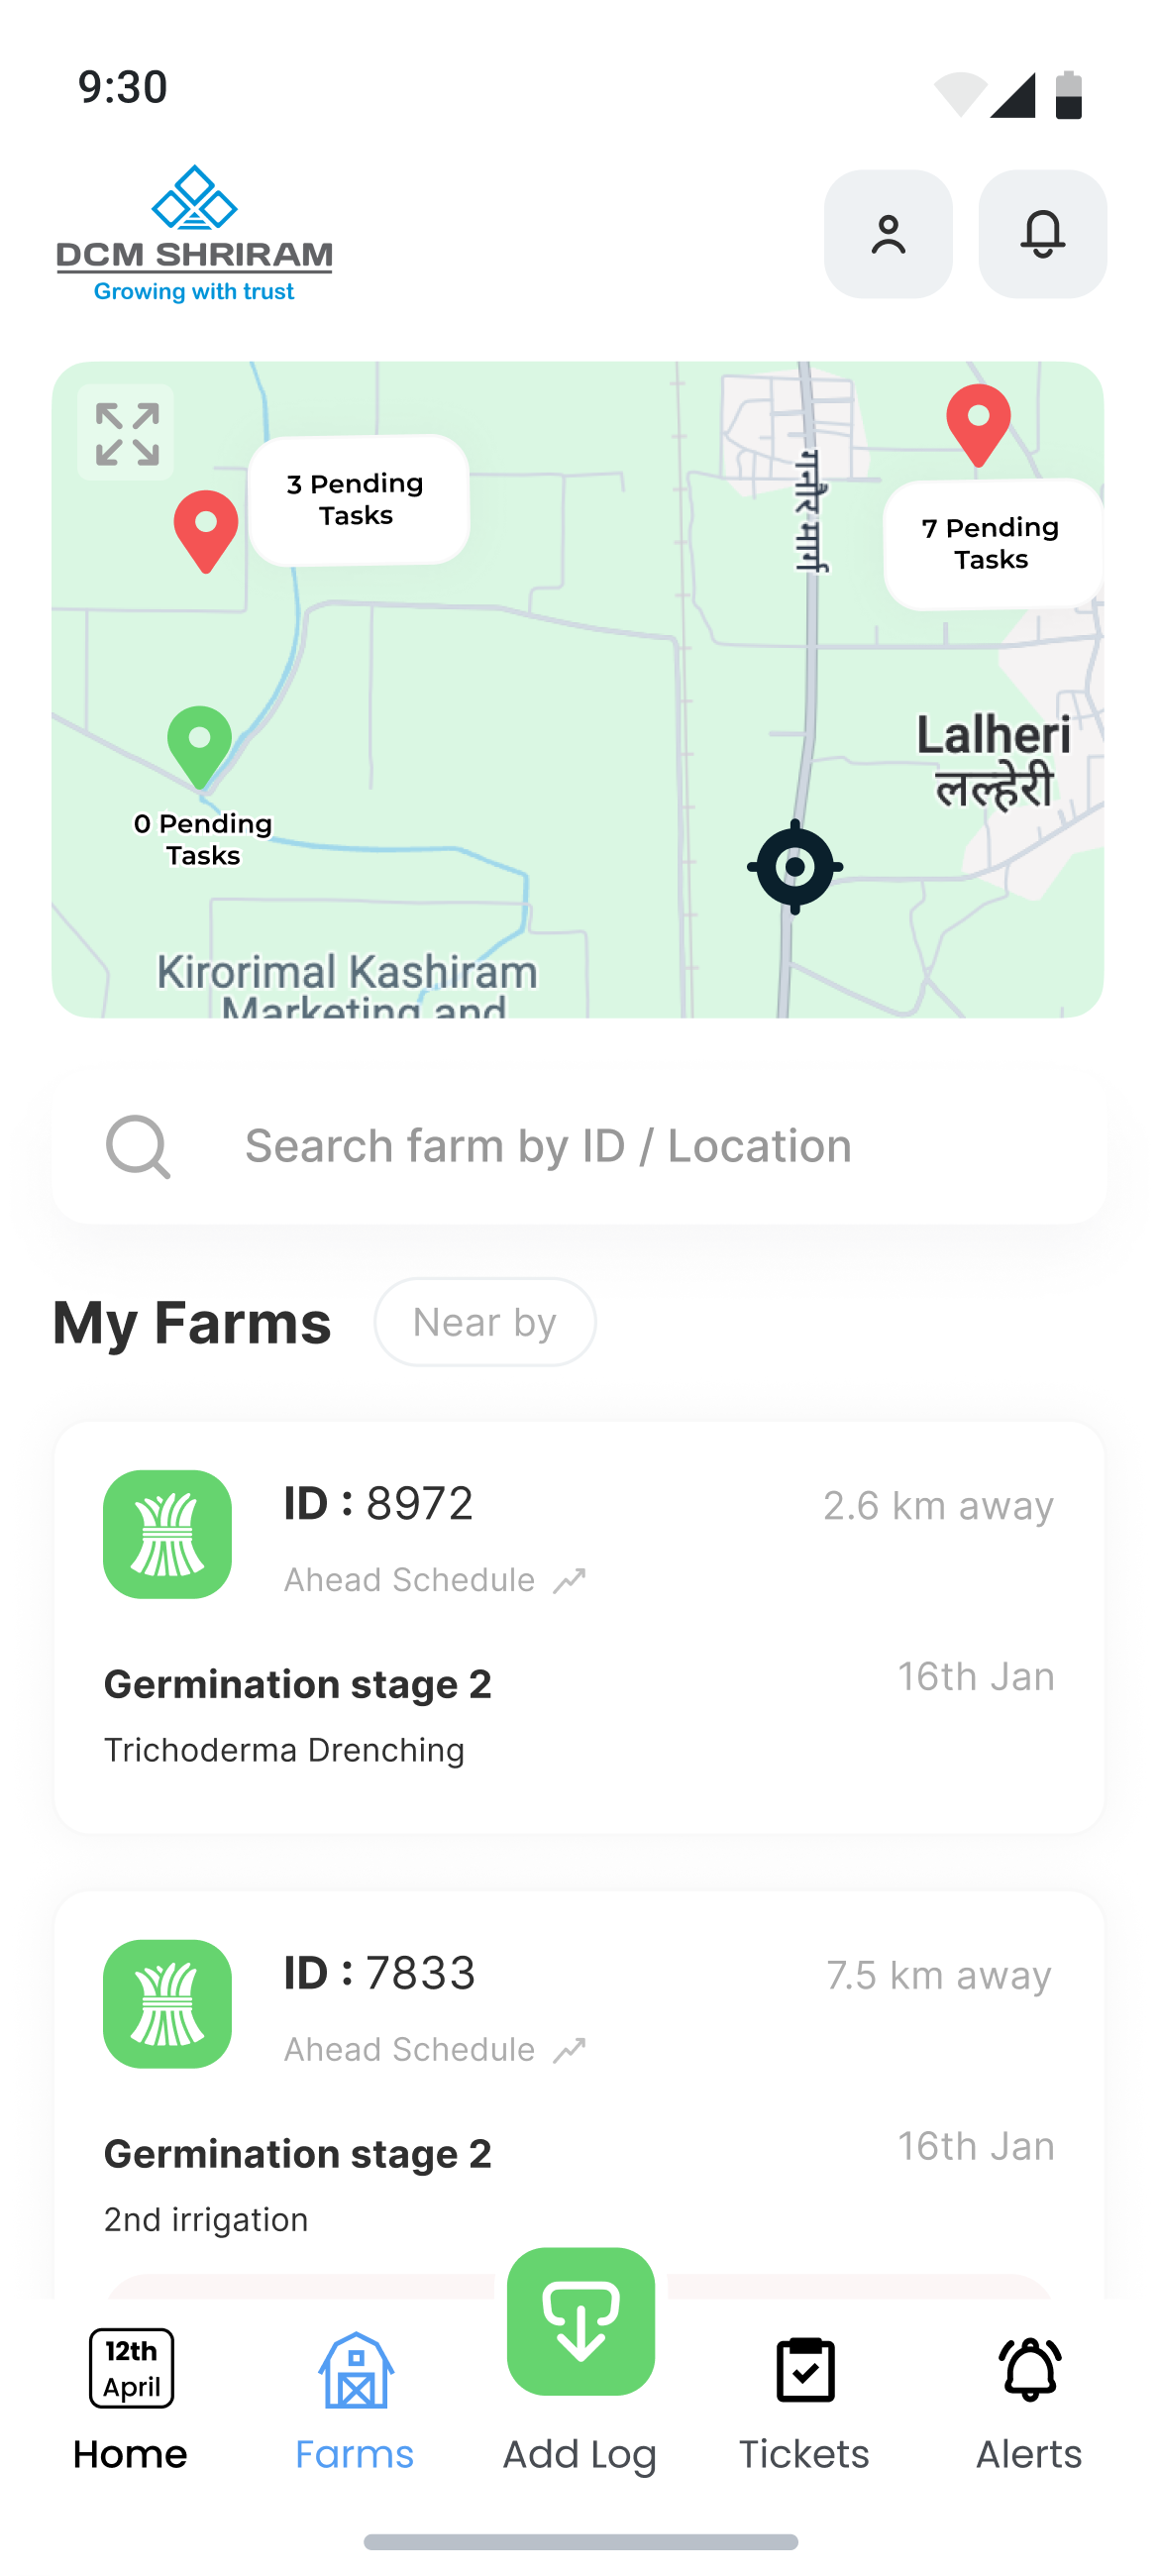 9:30
DCM SHRIRAM
Growing with trust
3 Pending
Tasks
7 Pending
Tasks
गनौर मार्ग
Lalheri
लल्हेरी
0 Pending
Tasks
Kirorimal Kashiram
Marketing and
Search farm by ID / Location
My Farms
Near by
ID : 8972
2.6 km away
Ahead Schedule
Germination stage 2
16th Jan
Trichoderma Drenching
ID : 7833
7.5 km away
Ahead Schedule
Germination stage 2
16th Jan
2nd irrigation
12th
April
Home
Farms
Add Log
Tickets
Alerts